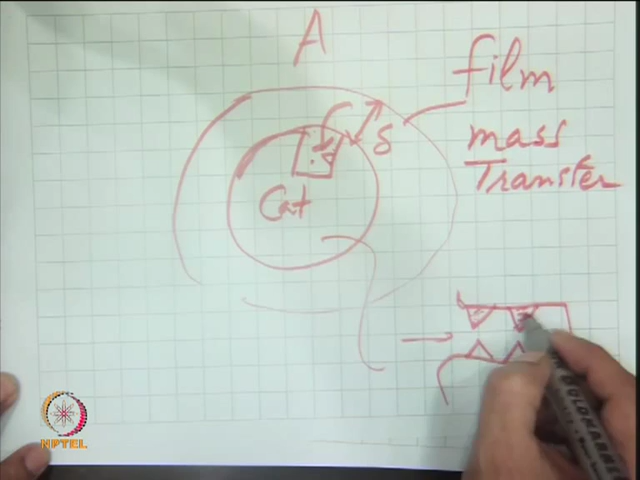 A
film
mass
Transfer
δ
Cat
NPTEL